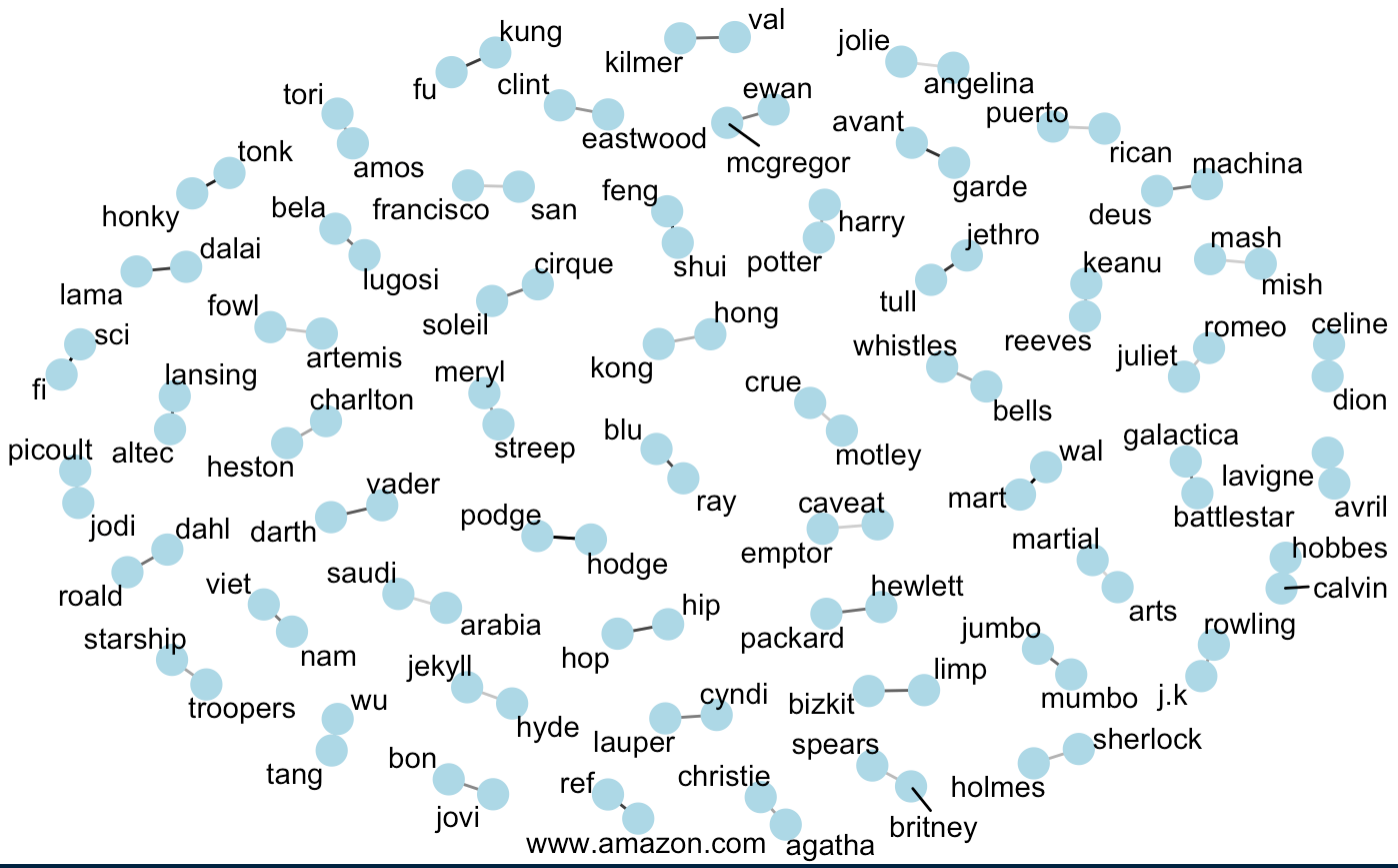 kung
fu
val
kilmer
jolie
angelina
tori
amos
clint
eastwood
ewan
mcgregor
avant
garde
puerto
rican
tonk
honky
francisco
san
feng
shui
harry
potter
machina
deus
bela
lugosi
jethro
tull
mash
mish
dalai
lama
cirque
soleil
keanu
reeves
fowl
artemis
hong
kong
romeo
juliet
celine
dion
sci
fi
lansing
altec
meryl
streep
whistles
bells
charlton
heston
crue
motley
picoult
jodi
blu
ray
wal
mart
galactica
battlestar
lavigne
avril
vader
darth
podge
hodge
caveat
emptor
dahl
roald
martial
arts
hobbes
calvin
viet
nam
saudi
arabia
hip
hop
hewlett
packard
starship
troopers
jekyll
hyde
jumbo
mumbo
rowling
j.k
wu
tang
cyndi
lauper
limp
bizkit
bon
jovi
ref
www.amazon.com
christie
agatha
spears
britney
sherlock
holmes